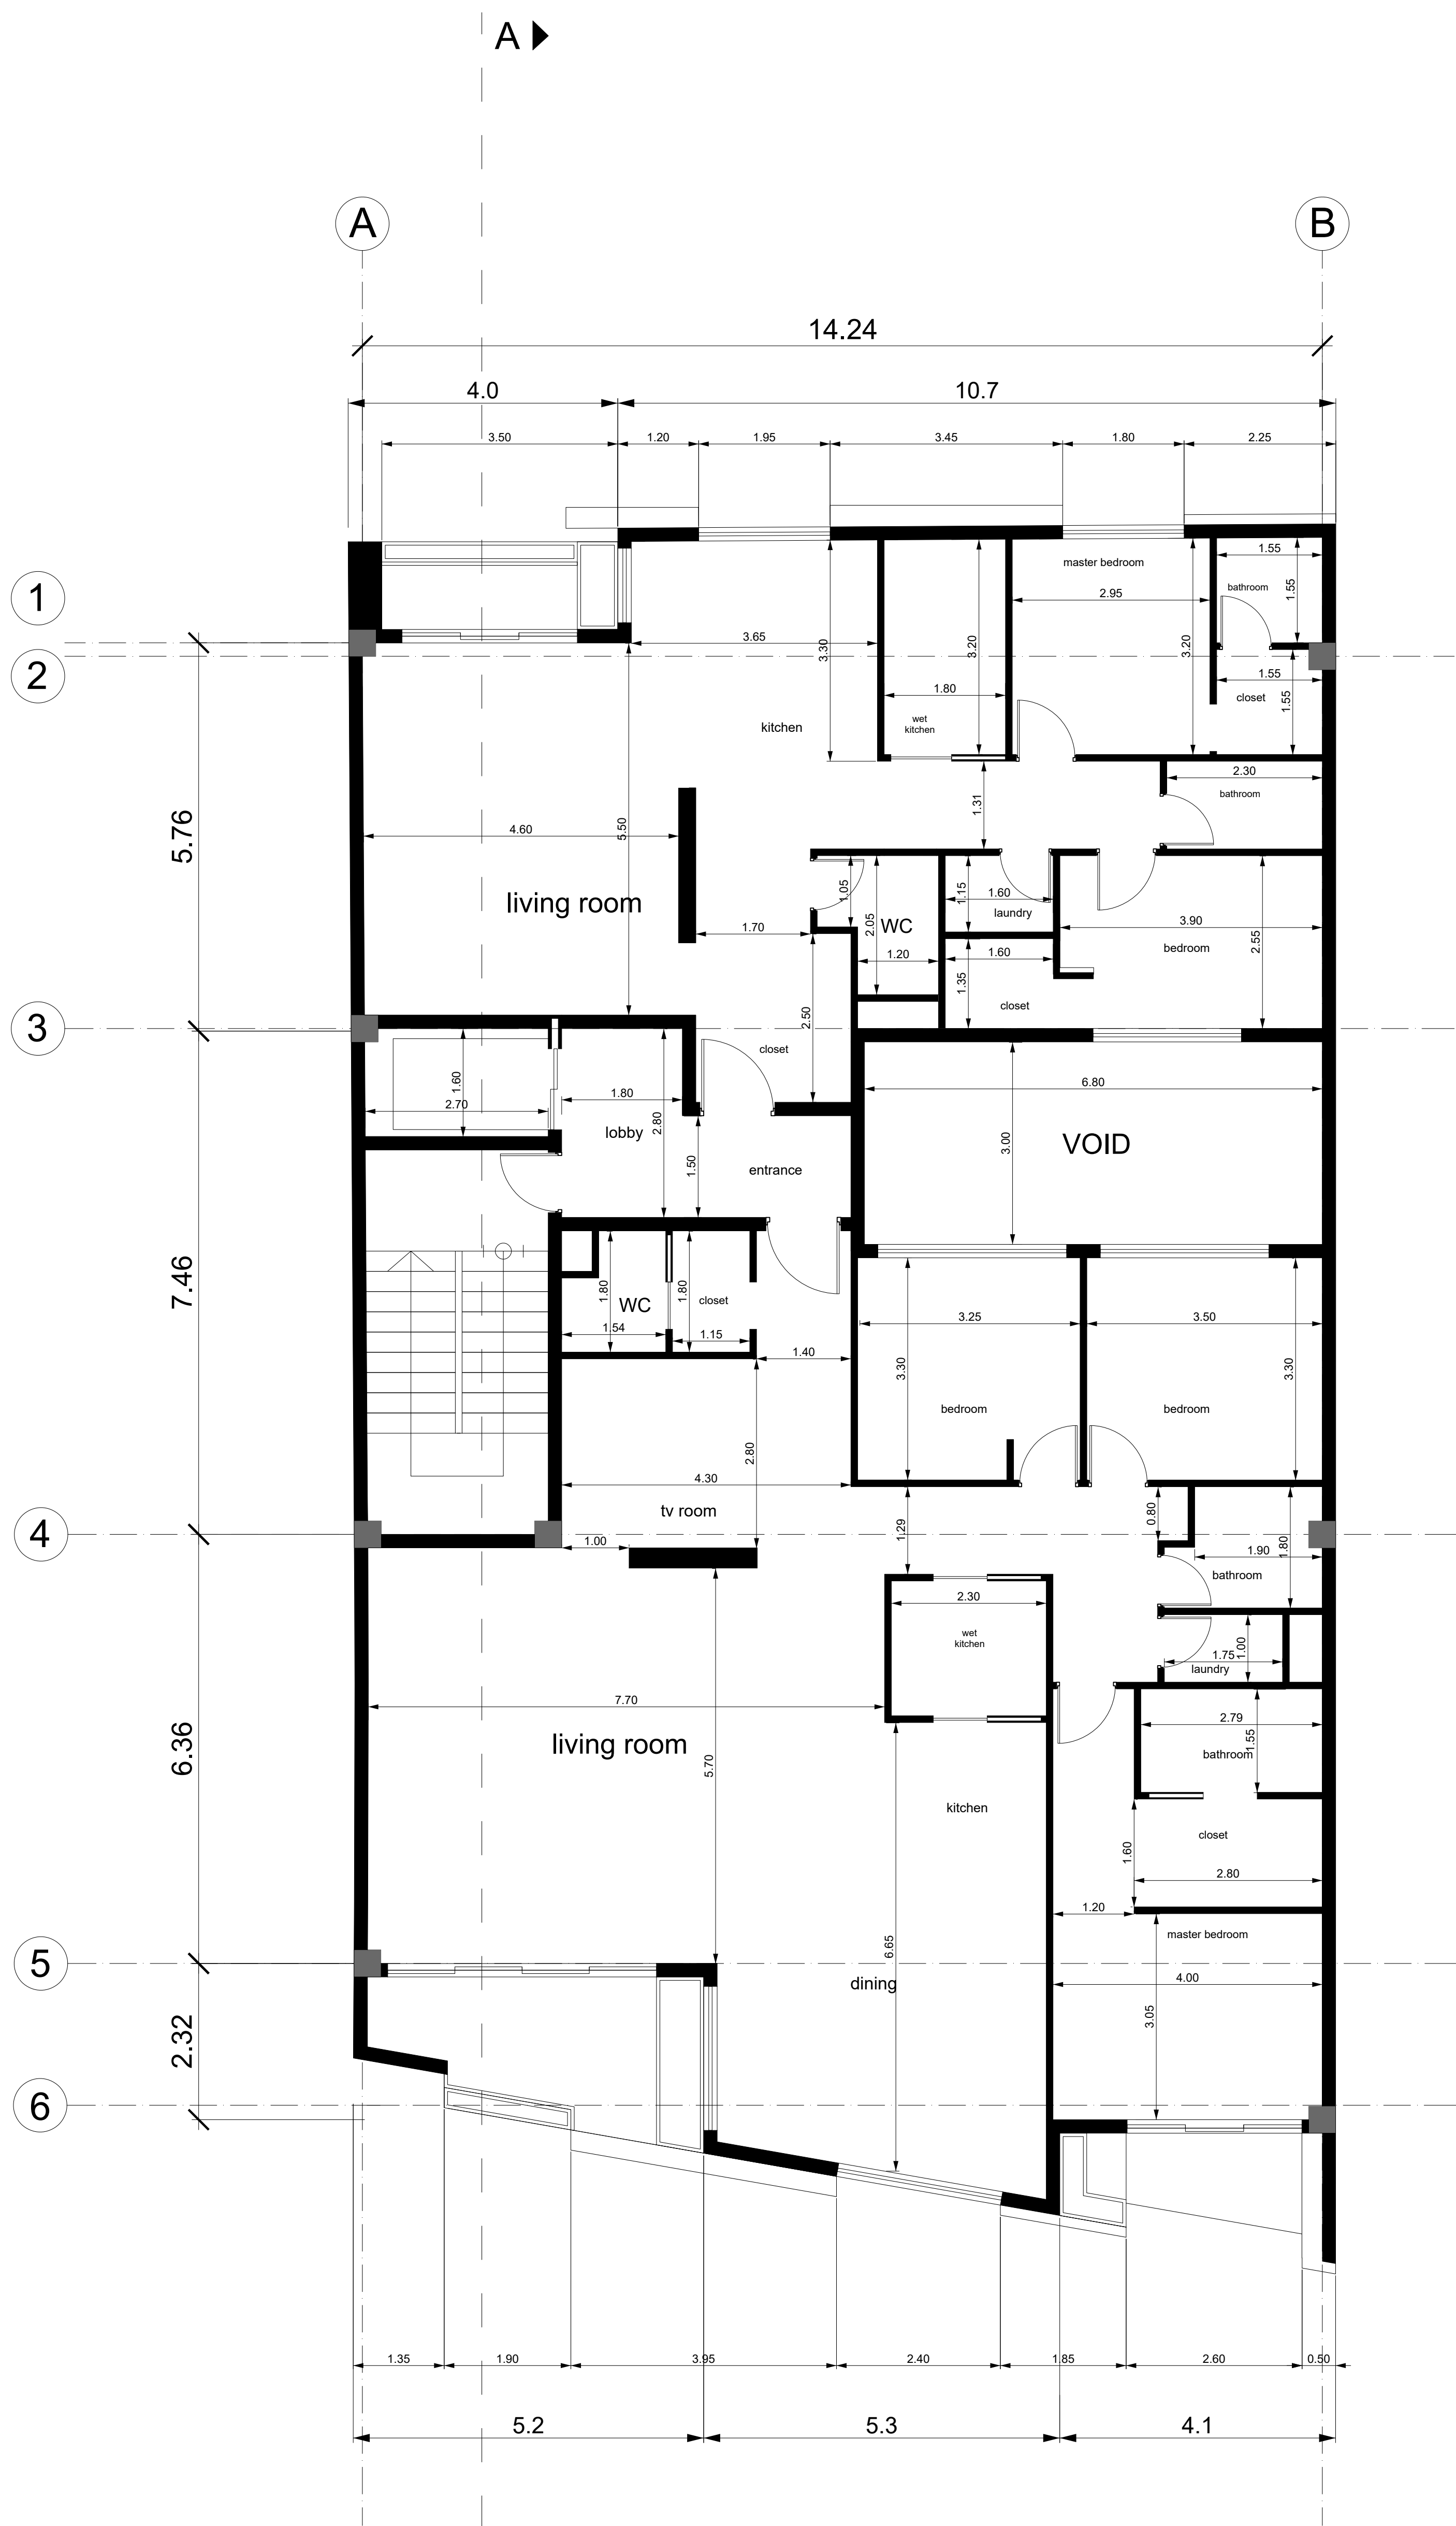 A
A
B
14.24
4.0
10.7
3.50
1.20
1.95
3.45
1.80
2.25
1
2
3
4
5
6
5.76
7.46
6.36
2.32
master bedroom
1.55
bathroom
1.55
2.95
3.65
3.30
3.20
3.20
1.55
1.80
closet
1.55
wet
kitchen
kitchen
2.30
bathroom
1.31
4.60
5.50
1.05
1.15
1.60
living room
laundry
2.05
WC
3.90
1.70
2.55
bedroom
1.20
1.60
1.35
closet
2.50
closet
1.60
2.70
1.80
6.80
2.80
lobby
3.00
VOID
1.50
entrance
1.80
WC
1.80
closet
1.54
1.15
3.25
3.50
1.40
3.30
3.30
bedroom
bedroom
2.80
4.30
tv room
1.00
1.29
0.80
1.90
1.80
bathroom
2.30
wet
kitchen
1.00
1.75
laundry
7.70
2.79
living room
5.70
1.55
bathroom
kitchen
closet
1.60
2.80
1.20
master bedroom
6.65
dining
4.00
3.05
1.35
1.90
3.95
2.40
1.85
2.60
0.50
5.2
5.3
4.1